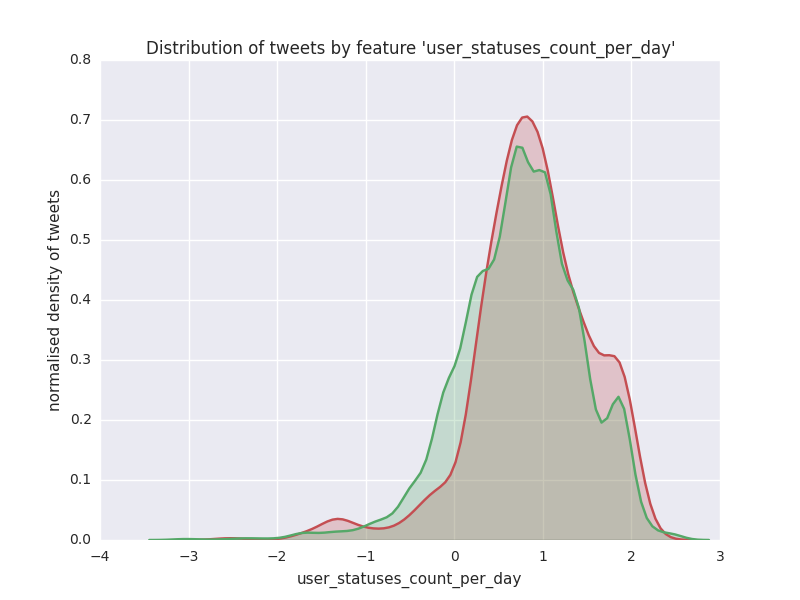 Distribution of tweets by feature 'user_statuses_count_per_day'
0.8
0.7
0.6
0.5
0.4
0.3
0.2
0.1
0.0
normalised density of tweets
−4 −3 −2 −1 0 1 2 3
user_statuses_count_per_day